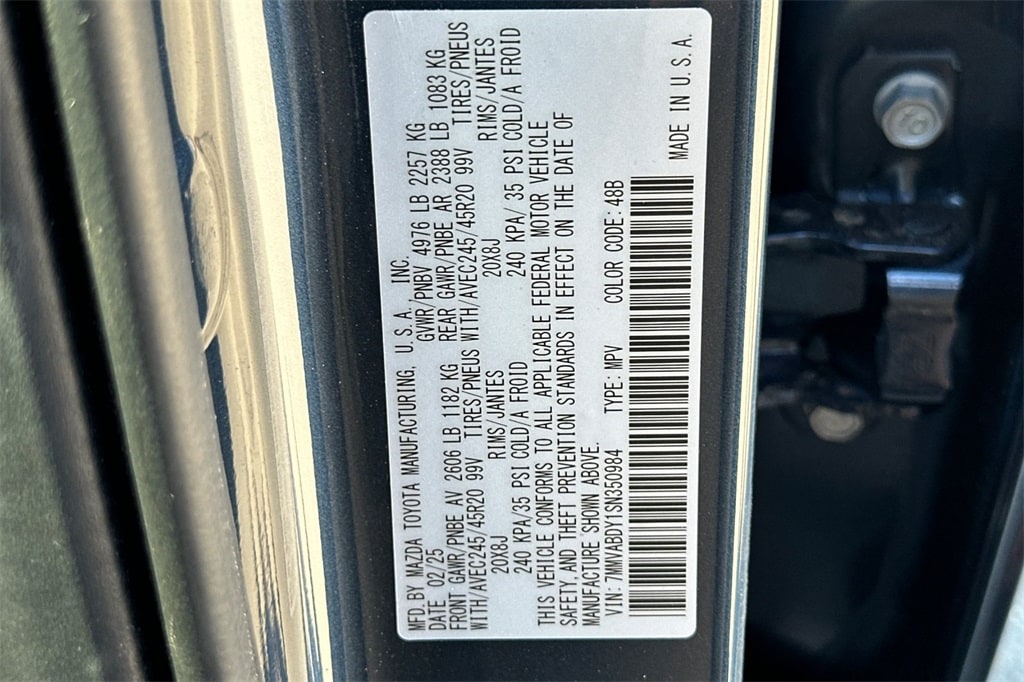 MFD. BY MAZDA TOYOTA MANUFACTURING, U.S.A., INC.
DATE 02/25 GVWR/PNBV 4976 LB 2257 KG
FRONT GAWR/PNBE AV 2606 LB 1182 KG REAR GAWR/PNBE AR 2388 LB 1083 KG
WITH/AVEC245/45R20 99V TIRES/PNEUS WITH/AVEC245/45R20 99V TIRES/PNEUS
20X8J RIMS/JANTES 20X8J RIMS/JANTES
240 KPA/35 PSI COLD/A FROID 240 KPA/35 PSI COLD/A FROID
THIS VEHICLE CONFORMS TO ALL APPLICABLE FEDERAL MOTOR VEHICLE
SAFETY, AND THEFT PREVENTION STANDARDS IN EFFECT ON THE DATE OF
MANUFACTURE SHOWN ABOVE.
VIN: 7MMVABDY1SN350984 TYPE: MPV COLOR CODE: 48B
MADE IN U.S.A.